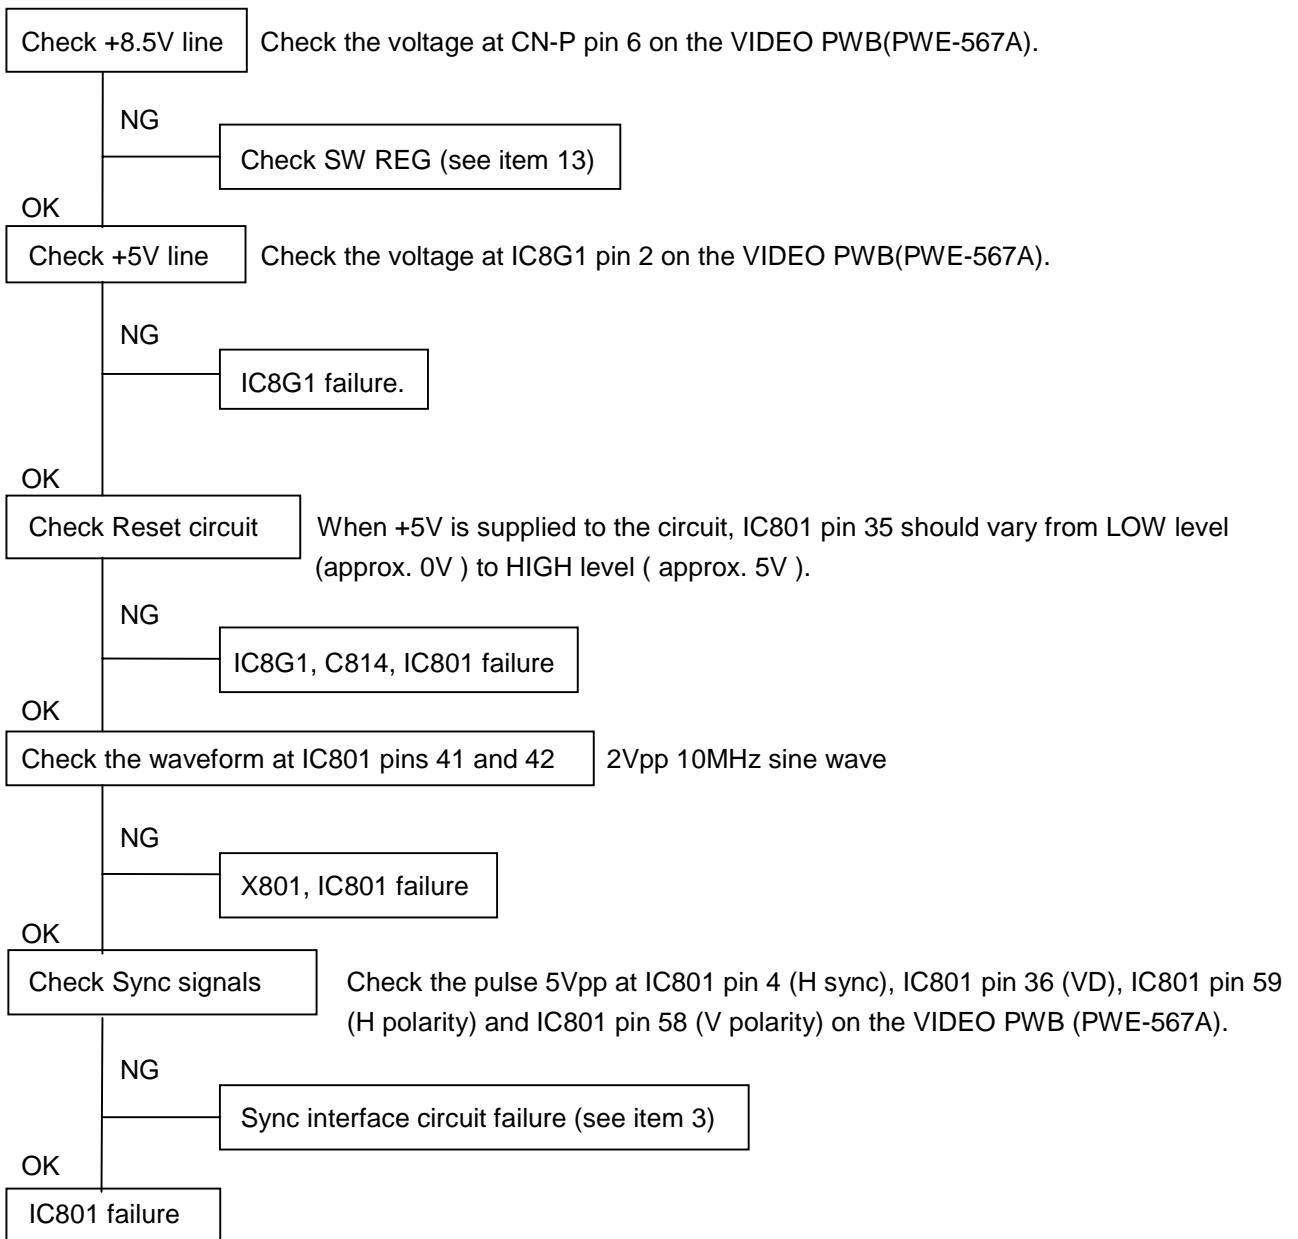 Check +8.5V line
Check the voltage at CN-P pin 6 on the VIDEO PWB(PWE-567A).
NG
Check SW REG (see item 13)
OK
Check +5V line
Check the voltage at IC8G1 pin 2 on the VIDEO PWB(PWE-567A).
NG
IC8G1 failure.
OK
Check Reset circuit
When +5V is supplied to the circuit, IC801 pin 35 should vary from LOW level
(approx. 0V ) to HIGH level ( approx. 5V ).
NG
IC8G1, C814, IC801 failure
OK
Check the waveform at IC801 pins 41 and 42
2Vpp 10MHz sine wave
NG
X801, IC801 failure
OK
Check Sync signals
Check the pulse 5Vpp at IC801 pin 4 (H sync), IC801 pin 36 (VD), IC801 pin 59
(H polarity) and IC801 pin 58 (V polarity) on the VIDEO PWB (PWE-567A).
NG
Sync interface circuit failure (see item 3)
OK
IC801 failure